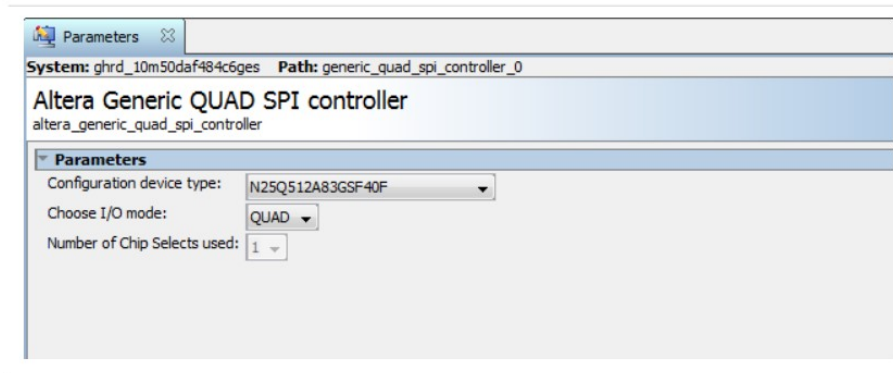 Parameters
System: ghrd_10m50daf484c6ges Path: generic_quad_spi_controller_0
Altera Generic QUAD SPI controller
altera_generic_quad_spi_controller
Parameters
Configuration device type: N25Q512A83GSF40F
Choose I/O mode: QUAD
Number of Chip Selects used: 1